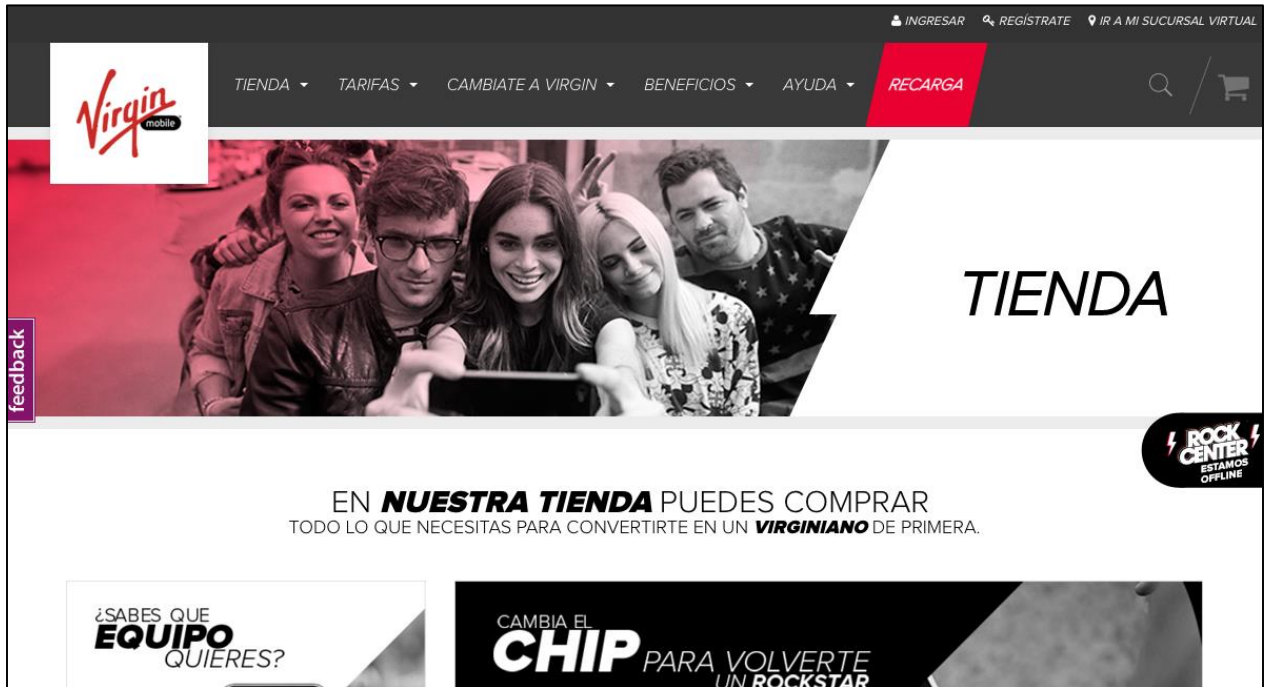 INGRESAR REGÍSTRATE IR A MI SUCURSAL VIRTUAL
Virgin
mobile
TIENDA TARIFAS CAMBIATE A VIRGIN BENEFICIOS AYUDA RECARGA
TIENDA
feedback
ROCK
CENTER
ESTAMOS
OFFLINE
EN NUESTRA TIENDA PUEDES COMPRAR
TODO LO QUE NECESITAS PARA CONVERTIRTE EN UN VIRGINIANO DE PRIMERA.
¿SABES QUE
EQUIPO
QUIERES?
CAMBIA EL
CHIP PARA VOLVERTE
UN ROCKSTAR